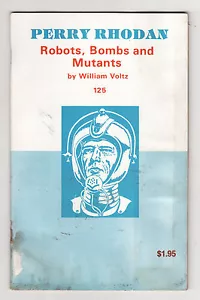 PERRY RHODAN
Robots, Bombs and
Mutants
by William Voltz
125
$1.95